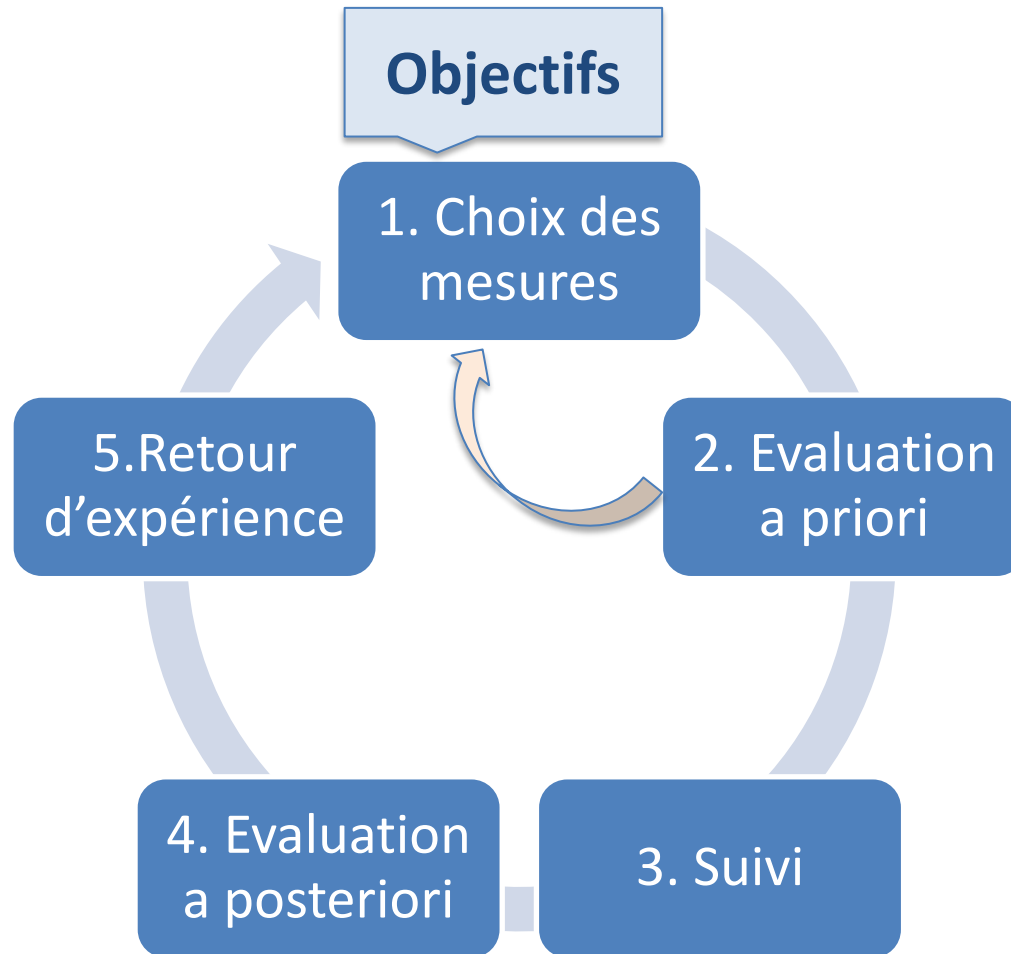 Objectifs
1. Choix des
mesures
2. Evaluation
a priori
3. Suivi
4. Evaluation
a posteriori
5.Retour
d’expérience